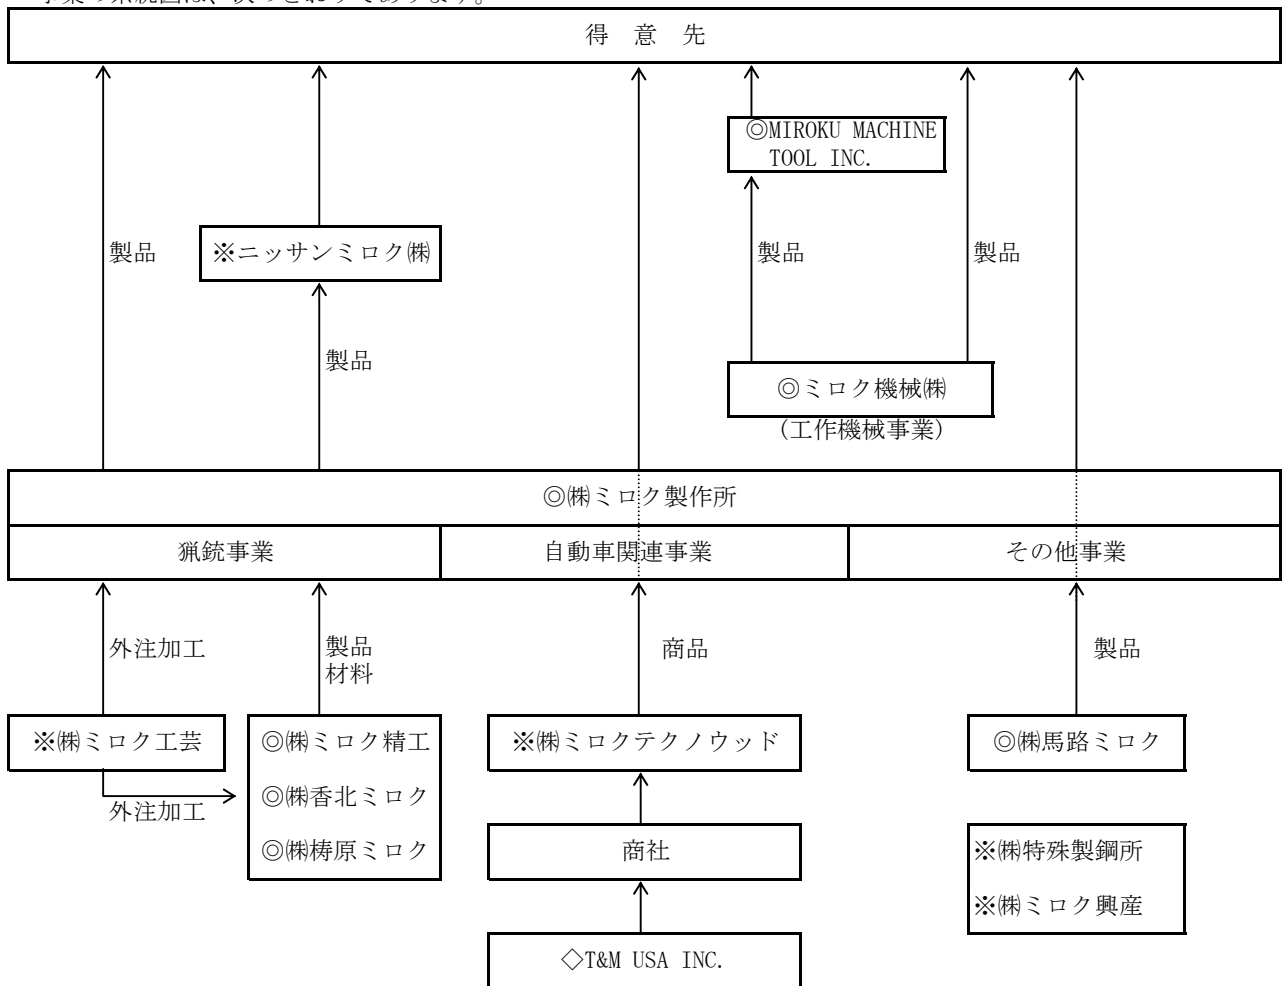 事業の系統図は、次のとおりであります。
得 意 先
◎MIROKU MACHINE
TOOL INC.
製品
※ニッサンミロク㈱
製品
製品
製品
◎ミロク機械㈱
(工作機械事業)
◎㈱ミロク製作所
猟銃事業
自動車関連事業
その他事業
外注加工
製品
材料
商品
製品
※㈱ミロク工芸
◎㈱ミロク精工
※㈱ミロクテクノウッド
◎㈱馬路ミロク
外注加工
◎㈱香北ミロク
◎㈱梼原ミロク
商社
※㈱特殊製鋼所
※㈱ミロク興産
◇T&M USA INC.